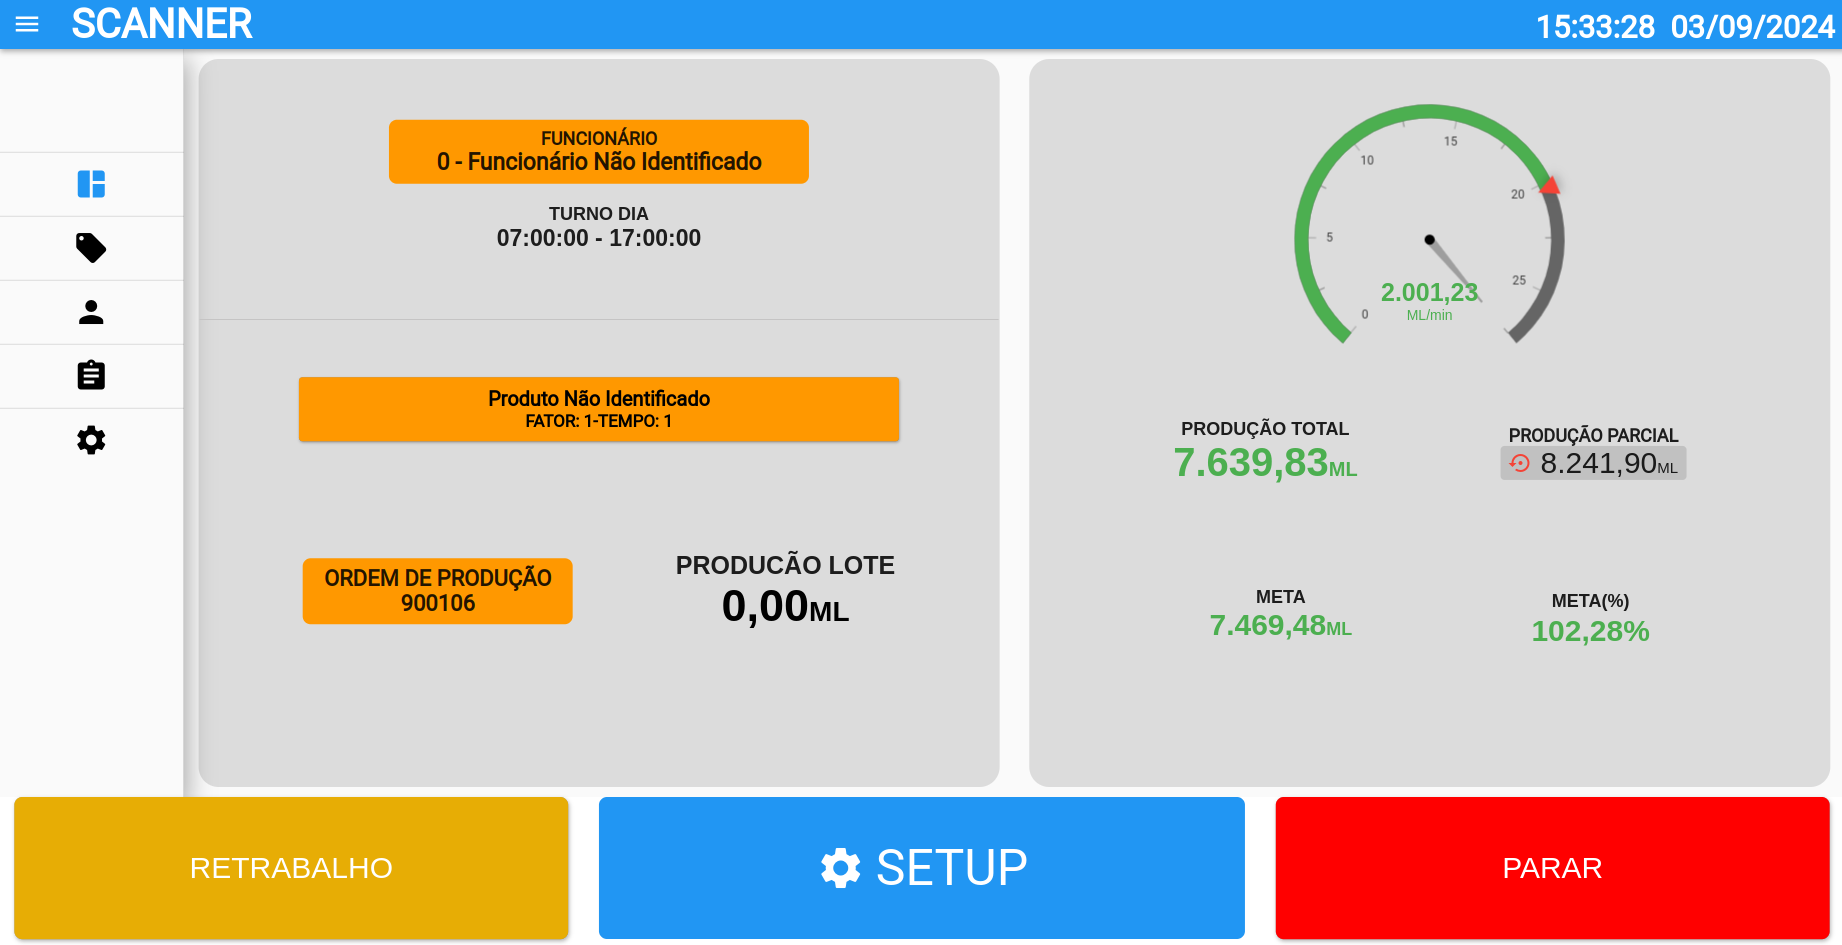 SCANNER
15:33:28 03/09/2024
FUNCIONÁRIO
0 - Funcionário Não Identificado
TURNO DIA
07:00:00 - 17:00:00
Produto Não Identificado
FATOR: 1-TEMPO: 1
ORDEM DE PRODUÇÃO
900106
PRODUCÃO LOTE
0,00ML
0
5
10
15
20
25
2.001,23
ML/min
PRODUÇÃO TOTAL
7.639,83ML
PRODUÇÃO PARCIAL
8.241,90ML
META
7.469,48ML
META(%)
102,28%
RETRABALHO
SETUP
PARAR